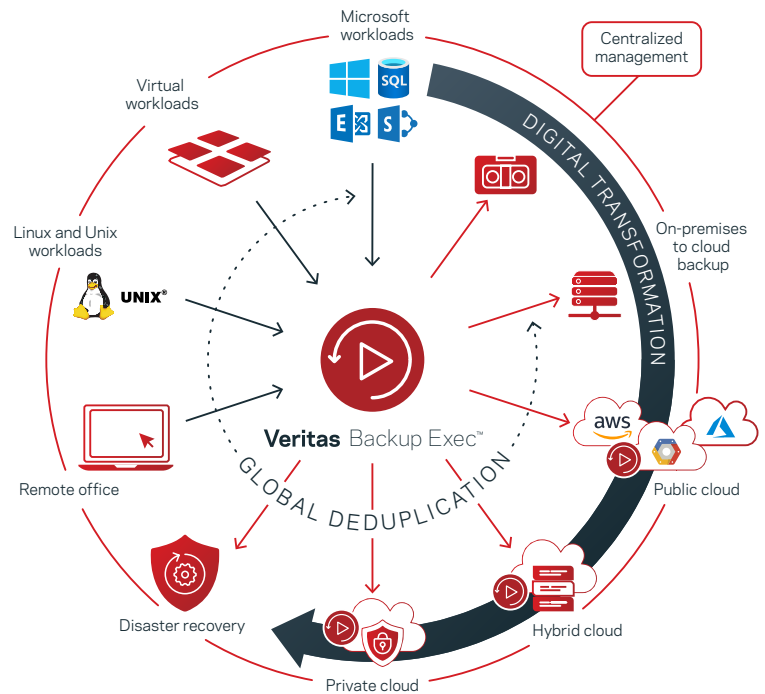 Microsoft
workloads
SQL
E
S
Centralized
management
Virtual
workloads
DIGITAL TRANSFORMATION
Linux and Unix
workloads
UNIX®
On-premises
to cloud
backup
aws
Veritas Backup Exec™
GLOBAL DEDUPLICATION
Remote office
Public cloud
Disaster recovery
Hybrid cloud
Private cloud